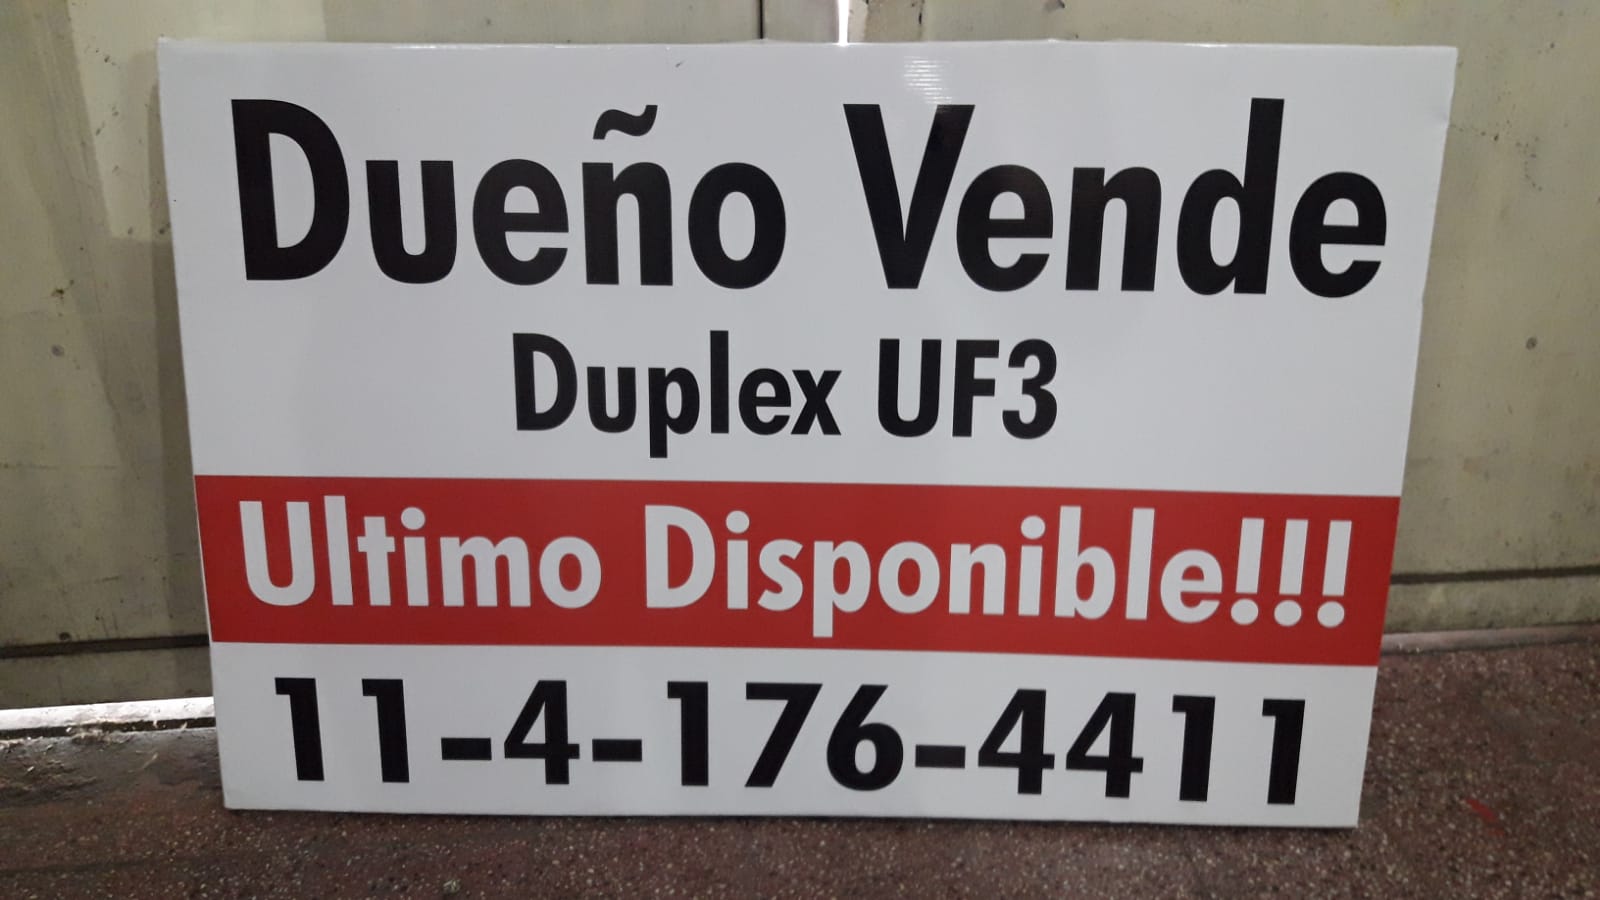 Dueño Vende
Duplex UF3
Ultimo Disponible!!!
11-4-176-4411